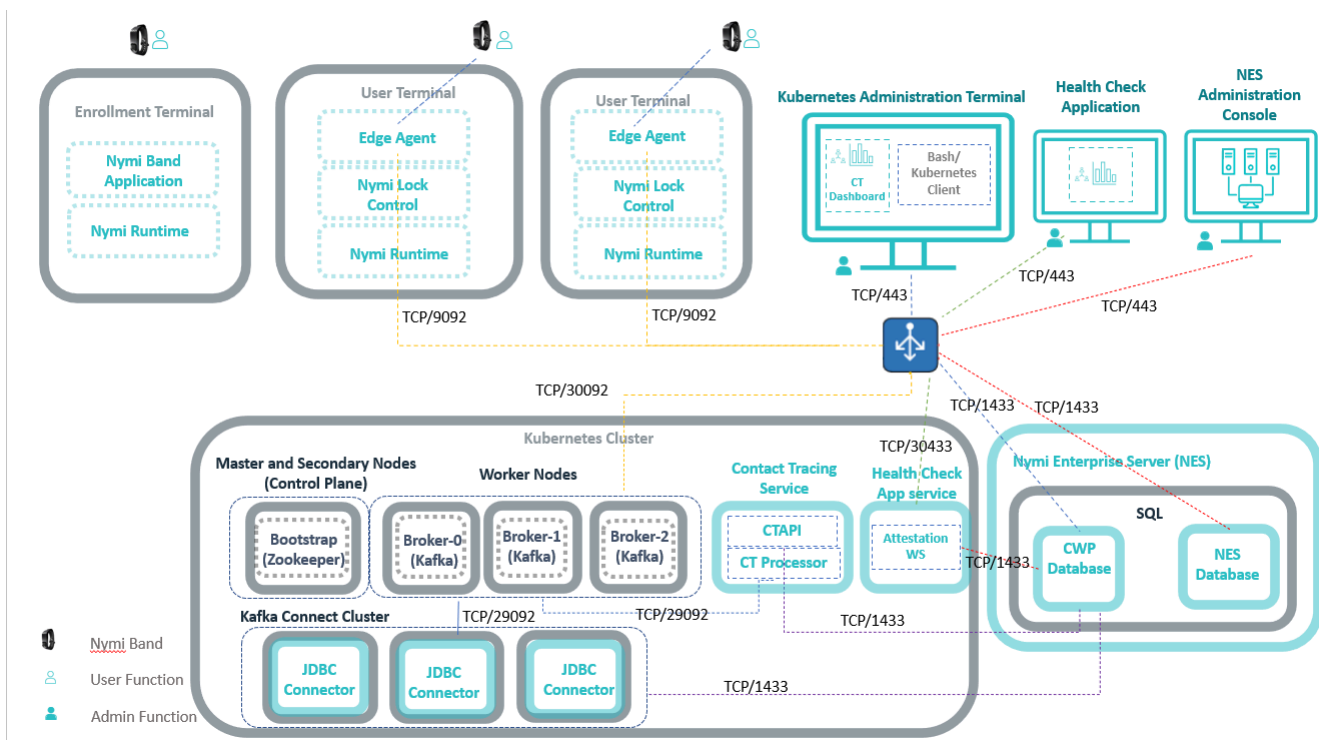 Enrollment Terminal
Nymi Band
Application
Nymi Runtime
User Terminal
Edge Agent
Nymi Lock
Control
Nymi Runtime
User Terminal
Edge Agent
Nymi Lock
Control
Nymi Runtime
Kubernetes Administration Terminal
CT
Dashboard
Bash/
Kubernetes
Client
Health Check
Application
NES
Administration
Console
TCP/9092
TCP/9092
TCP/443
TCP/443
TCP/443
TCP/30092
TCP/1433
TCP/1433
TCP/30433
Kubernetes Cluster
Master and Secondary Nodes
(Control Plane)
Bootstrap
(Zookeeper)
Worker Nodes
Broker-0
(Kafka)
Broker-1
(Kafka)
Broker-2
(Kafka)
Contact Tracing
Service
CTAPI
CT Processor
Health Check
App service
Attestation
WS
Nymi Enterprise Server (NES)
SQL
CWP
Database
NES
Database
TCP/1433
TCP/29092
TCP/29092
TCP/1433
Kafka Connect Cluster
JDBC
Connector
JDBC
Connector
JDBC
Connector
TCP/1433
Nymi Band
User Function
Admin Function